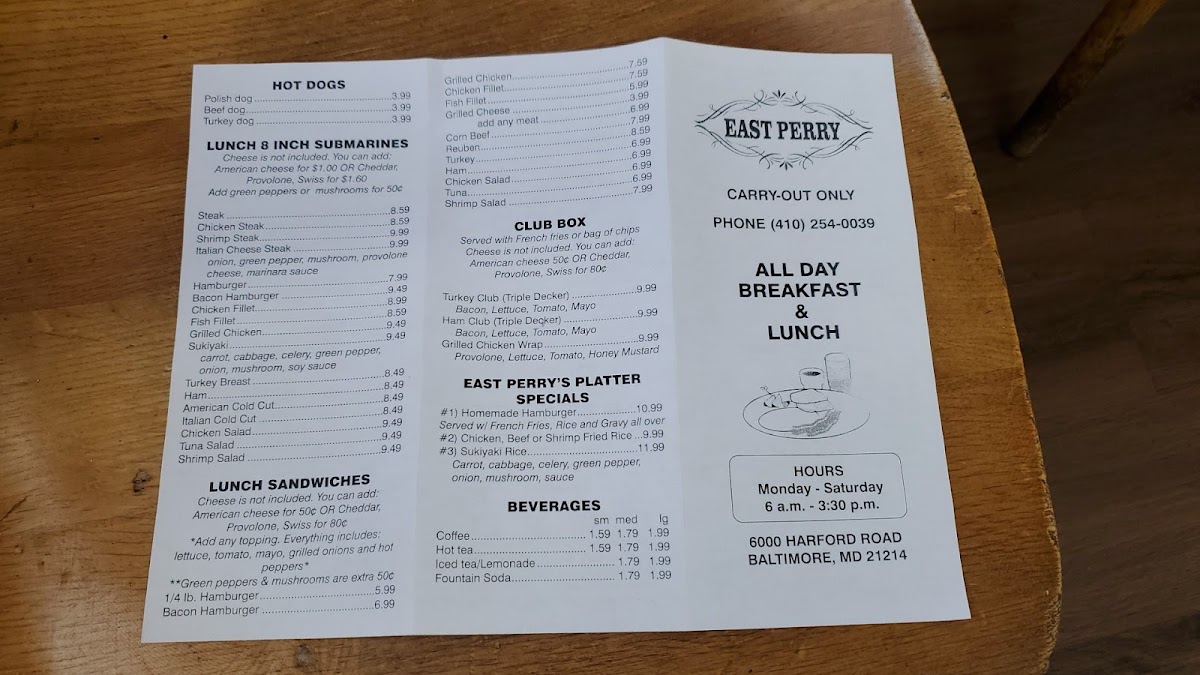 HOT DOGS
Polish dog 3.99
Beef dog 3.99
Turkey dog 3.99
LUNCH 8 INCH SUBMARINES
Cheese is not included. You can add:
American cheese for $1.00 OR Cheddar,
Provolone, Swiss for $1.60
Add green peppers or mushrooms for 50¢
Steak 8.59
Chicken Steak 8.59
Shrimp Steak 9.99
Italian Cheese Steak 9.99
onion, green pepper, mushroom, provolone
cheese, marinara sauce
Hamburger 7.99
Bacon Hamburger 9.49
Chicken Fillet 8.99
Fish Fillet 8.59
Grilled Chicken 9.49
Sukiyaki 9.49
carrot, cabbage, celery, green pepper,
onion, mushroom, soy sauce
Turkey Breast 8.49
Ham 8.49
American Cold Cut 8.49
Italian Cold Cut 8.49
Chicken Salad 9.49
Tuna Salad 9.49
Shrimp Salad 9.49
LUNCH SANDWICHES
Cheese is not included. You can add:
American cheese for 50¢ OR Cheddar,
Provolone, Swiss for 80¢
*Add any topping. Everything includes:
lettuce, tomato, mayo, grilled onions and hot
peppers*
**Green peppers & mushrooms are extra 50¢
1/4 lb. Hamburger 5.99
Bacon Hamburger 6.99
Grilled Chicken 7.59
Chicken Fillet 7.59
Fish Fillet 5.99
Grilled Cheese 3.99
add any meat 6.99
Corn Beef 7.99
Reuben 8.59
Turkey 6.99
Ham 6.99
Chicken Salad 6.99
Tuna 6.99
Shrimp Salad 7.99
CLUB BOX
Served with French fries or bag of chips
Cheese is not included. You can add:
American cheese 50¢ OR Cheddar,
Provolone, Swiss for 80¢
Turkey Club (Triple Decker) 9.99
Bacon, Lettuce, Tomato, Mayo
Ham Club (Triple Decker) 9.99
Bacon, Lettuce, Tomato, Mayo
Grilled Chicken Wrap 9.99
Provolone, Lettuce, Tomato, Honey Mustard
EAST PERRY'S PLATTER
SPECIALS
#1) Homemade Hamburger 10.99
Served w/ French Fries, Rice and Gravy all over
#2) Chicken, Beef or Shrimp Fried Rice ...9.99
#3) Sukiyaki Rice 11.99
Carrot, cabbage, celery, green pepper,
onion, mushroom, sauce
BEVERAGES
sm med lg
Coffee 1.59 1.79 1.99
Hot tea 1.59 1.79 1.99
Iced tea/Lemonade 1.79 1.99
Fountain Soda 1.79 1.99
EAST PERRY
CARRY-OUT ONLY
PHONE (410) 254-0039
ALL DAY
BREAKFAST
&
LUNCH
HOURS
Monday - Saturday
6 a.m. - 3:30 p.m.
6000 HARFORD ROAD
BALTIMORE, MD 21214